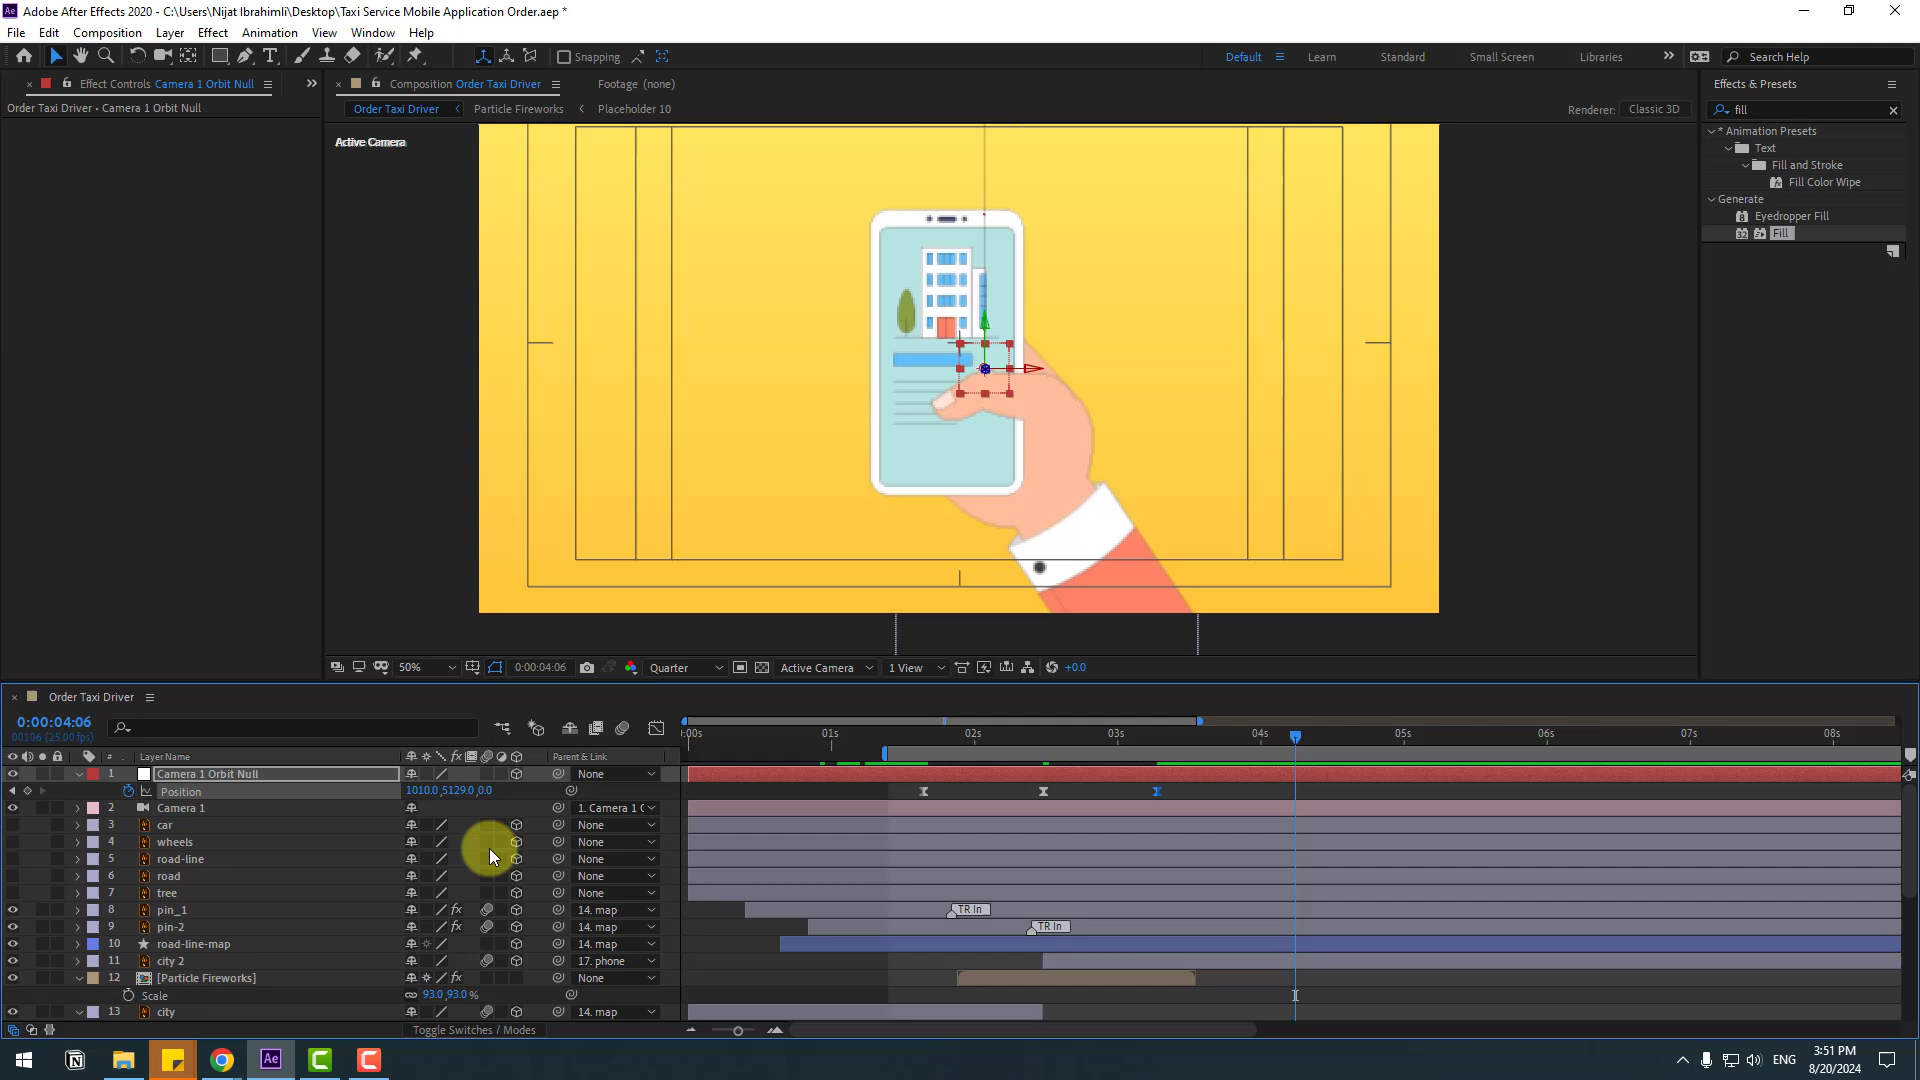 Adobe After Effects 2020 - C:\Users\Nijat Ibrahimli\Desktop\Taxi Service Mobile Application Order.aep *
File Edit Composition Layer Effect Animation View Window Help
Snapping Default Learn Standard Small Screen Libraries Search Help
Effect Controls Camera 1 Orbit Null Composition Order Taxi Driver Footage (none) Effects & Presets
Order Taxi Driver • Camera 1 Orbit Null Order Taxi Driver Particle Fireworks Placeholder 10 Renderer: Classic 3D fill
* Animation Presets
Active Camera
Text
Fill and Stroke
Fill Color Wipe
Generate
Eyedropper Fill
Fill
50% 0:00:04:06 Quarter Active Camera 1 View +0.0
Order Taxi Driver
0:00:04:06
00106 (25.00 fps)
:00s 01s 02s 03s 04s 05s 06s 07s 08s
# Layer Name Parent & Link
1 Camera 1 Orbit Null None
Position 1010.0,5129.0,0.0
2 Camera 1 1. Camera 1 C
3 car None
4 wheels None
5 road-line None
6 road None
7 tree None
8 pin_1 14. map TR In
9 pin-2 14. map TR In
10 road-line-map 14. map
11 city 2 17. phone
12 [Particle Fireworks] None
Scale 93.0,93.0 %
13 city 14. map
Toggle Switches / Modes
ENG 3:51 PM
8/20/2024